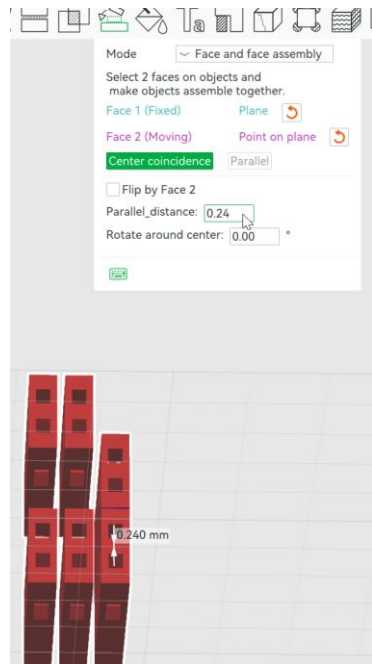 Ta
Mode Face and face assembly
Select 2 faces on objects and
make objects assemble together.
Face 1 (Fixed) Plane
Face 2 (Moving) Point on plane
Center coincidence Parallel
Flip by Face 2
Parallel_distance: 0.24
Rotate around center: 0.00 °
0.240 mm